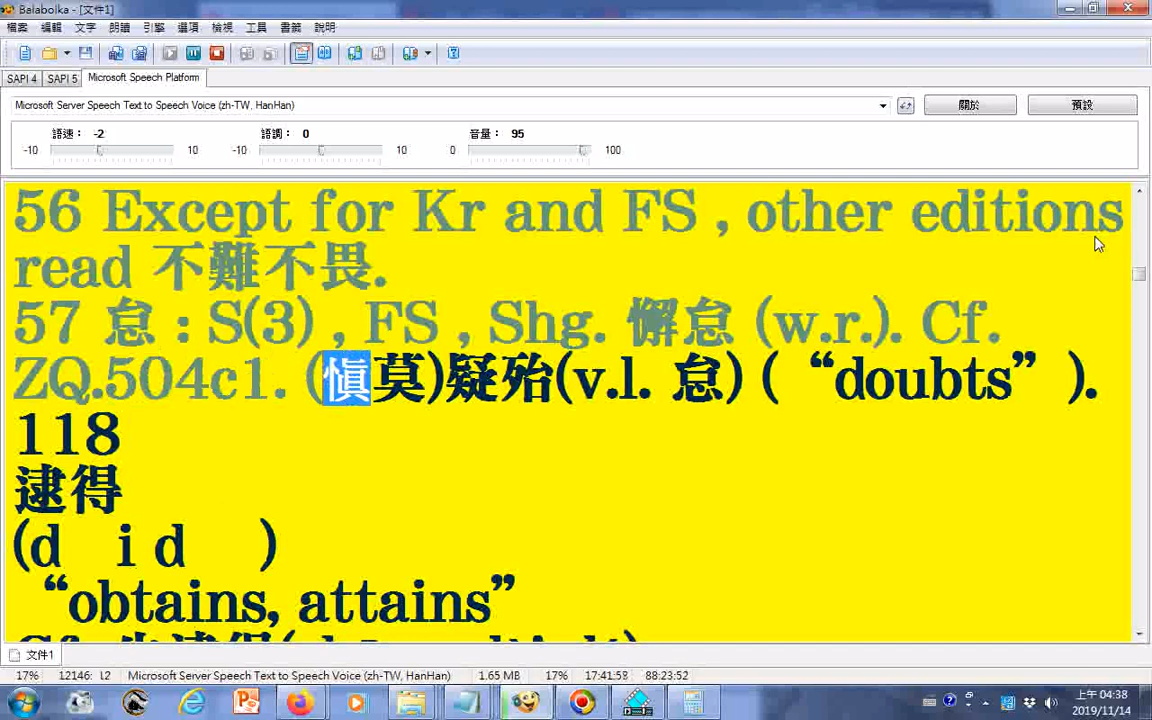 Balabolka - [文件1]
檔案 編輯 文字 朗讀 引擎 選項 檢視 工具 書籤 說明
SAPI 4 SAPI 5 Microsoft Speech Platform
Microsoft Server Speech Text to Speech Voice (zh-TW, HanHan) 關於 預設
語速： -2 語調： 0 音量： 95
-10 10 -10 10 0 100
56 Except for Kr and FS , other editions
read 不難不畏.
57 怠 : S(3) , FS , Shg. 懈怠 (w.r.). Cf.
ZQ.504c1. (愼莫)疑殆(v.l. 怠) ( “doubts” ).
118
逮得
(d i d )
“obtains, attains”
文件1
17% 12146: 12 Microsoft Server Speech Text to Speech Voice (zh-TW, HanHan) 1.65 MB 17% 17:41:53 88:23:52
上午 04:38
2019/11/14